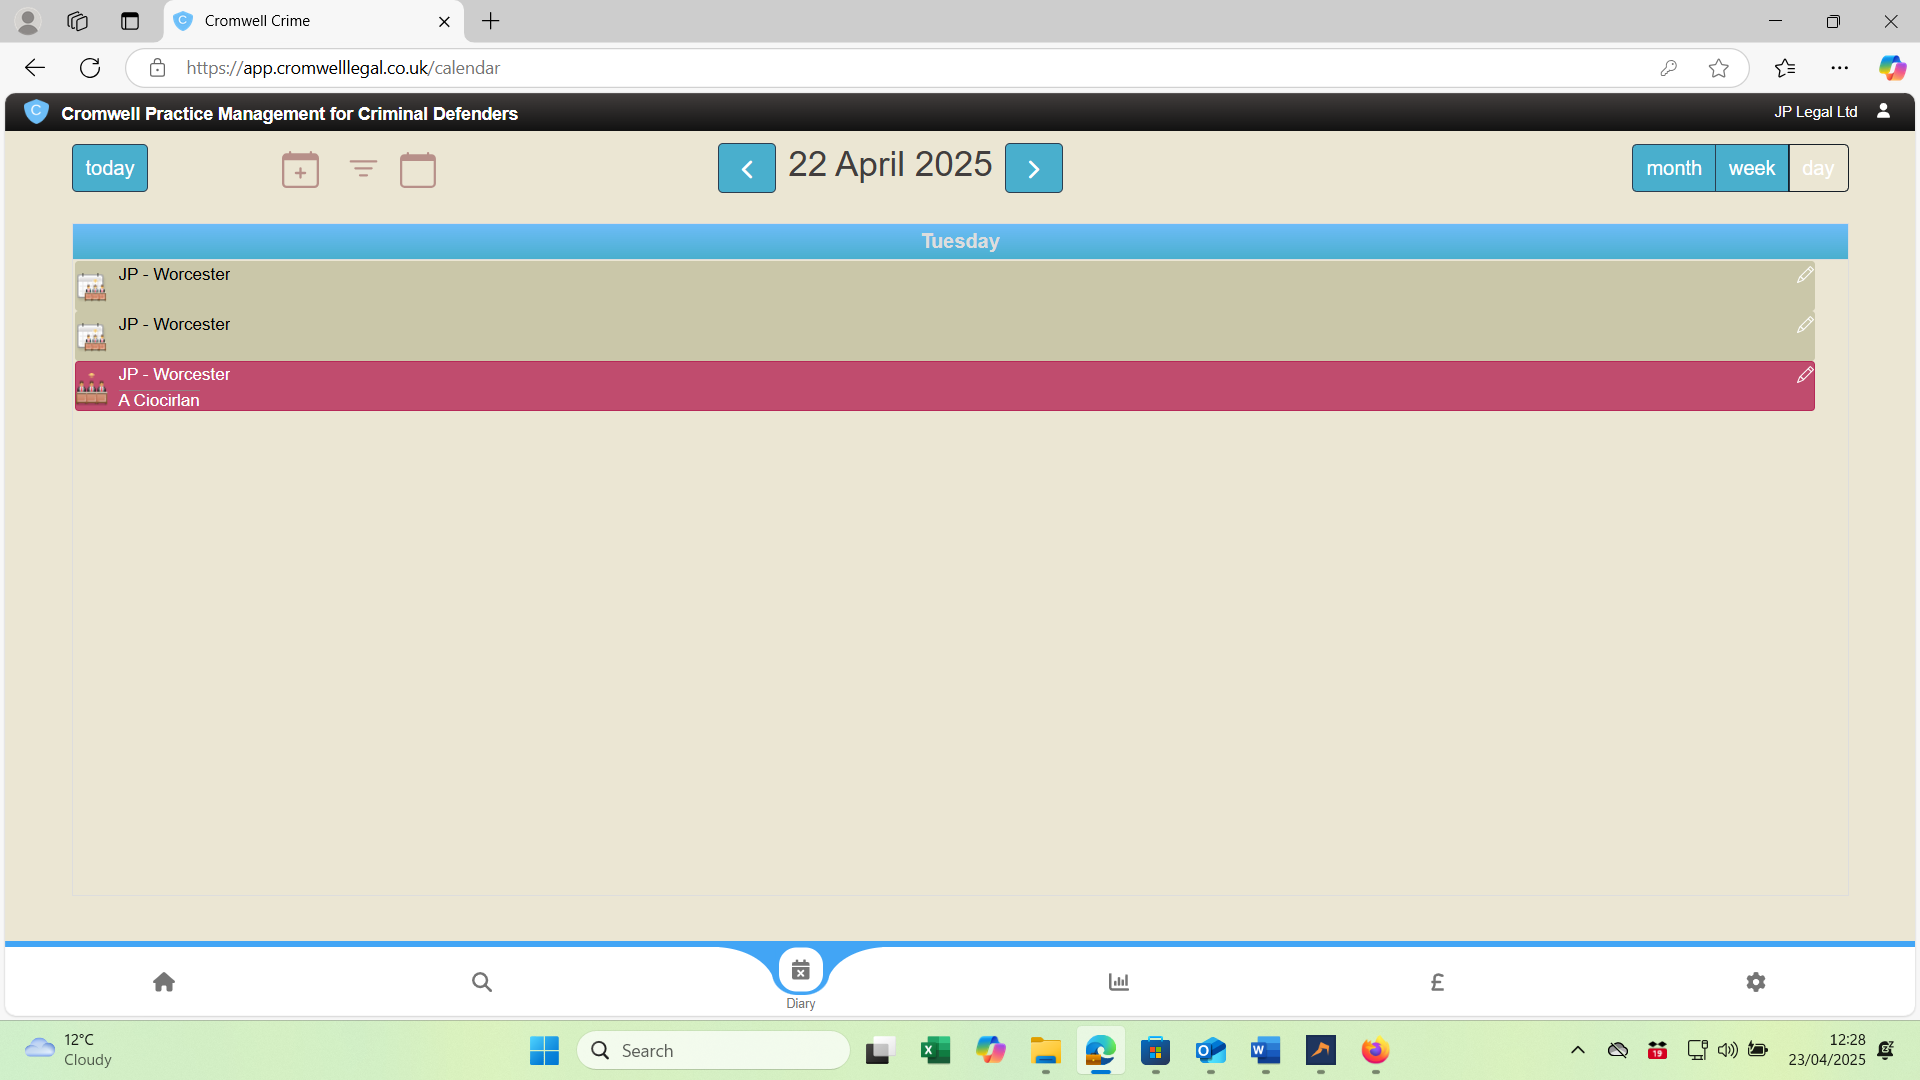 Cromwell Crime
https://app.cromwelllegal.co.uk/calendar
C Cromwell Practice Management for Criminal Defenders
JP Legal Ltd
today
22 April 2025
month week day
Tuesday
JP - Worcester
JP - Worcester
JP - Worcester
A Ciocirlan
£
Diary
12°C
Cloudy
Search
19
12:28
23/04/2025